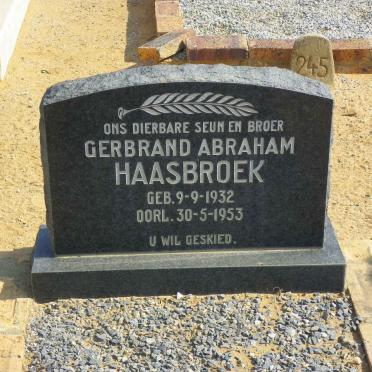 245
ONS DIERBARE SEUN EN BROER
GERBRAND ABRAHAM
HAASBROEK
GEB. 9-9-1932
OORL. 30-5-1953
U WIL GESKIED.